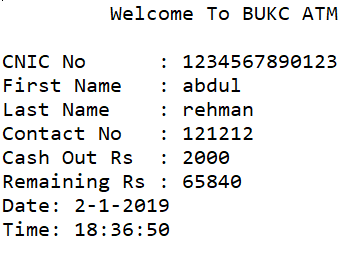 Welcome To BUKC ATM
CNIC No : 1234567890123
First Name : abdul
Last Name : rehman
Contact No : 121212
Cash Out Rs : 2000
Remaining Rs : 65840
Date: 2-1-2019
Time: 18:36:50